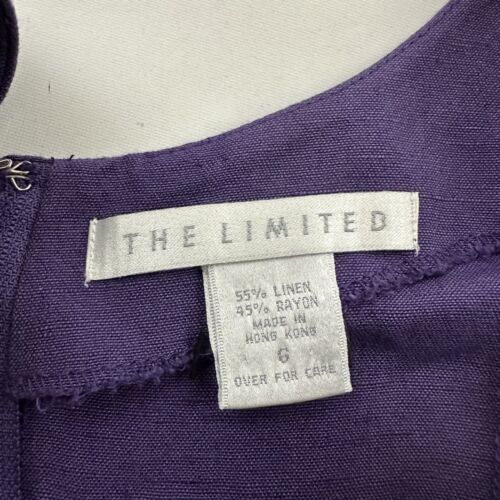 THE LIMITED
55% LINEN
45% RAYON
MADE IN
HONG KONG
6
OVER FOR CARE